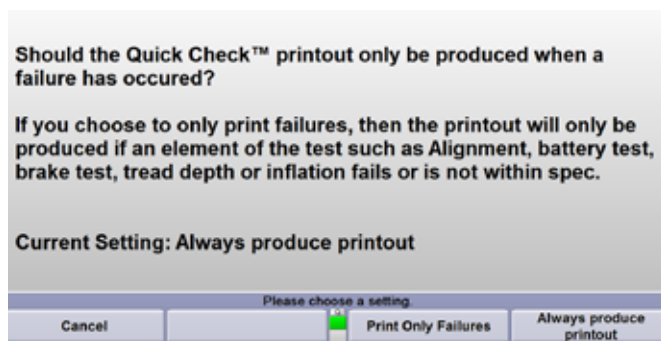 Should the Quick Check™ printout only be produced when a
failure has occured?
If you choose to only print failures, then the printout will only be
produced if an element of the test such as Alignment, battery test,
brake test, tread depth or inflation fails or is not within spec.
Current Setting: Always produce printout
Please choose a setting.
Cancel
Print Only Failures
Always produce
printout